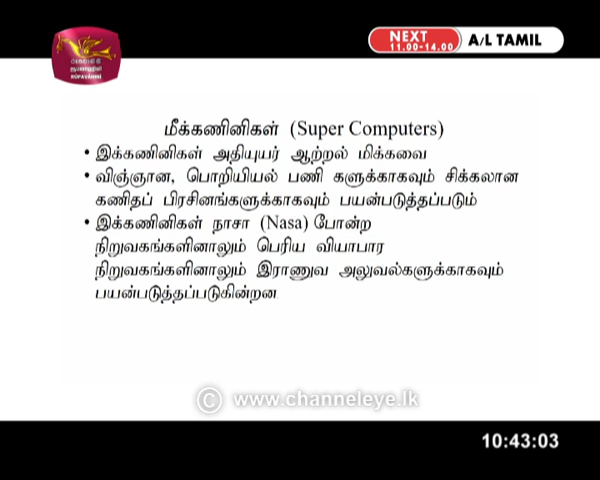 NEXT
11.00-14.00
A/L TAMIL
மீக்கணினிகள் (Super Computers)
• இக்கணினிகள் அதியுயர் ஆற்றல் மிக்கவை
• விஞ்ஞான, பொறியியல் பணி களுக்காகவும் சிக்கலான
கணிதப் பிரசினங்களுக்காகவும் பயன்படுத்தப்படும்
• இக்கணினிகள் நாசா (Nasa) போன்ற
நிறுவகங்களினாலும் பெரிய வியாபார
நிறுவகங்களினாலும் இராணுவ அலுவல்களுக்காகவும்
பயன்படுத்தப்படுகின்றன
© www.channeleye.lk
10:43:03